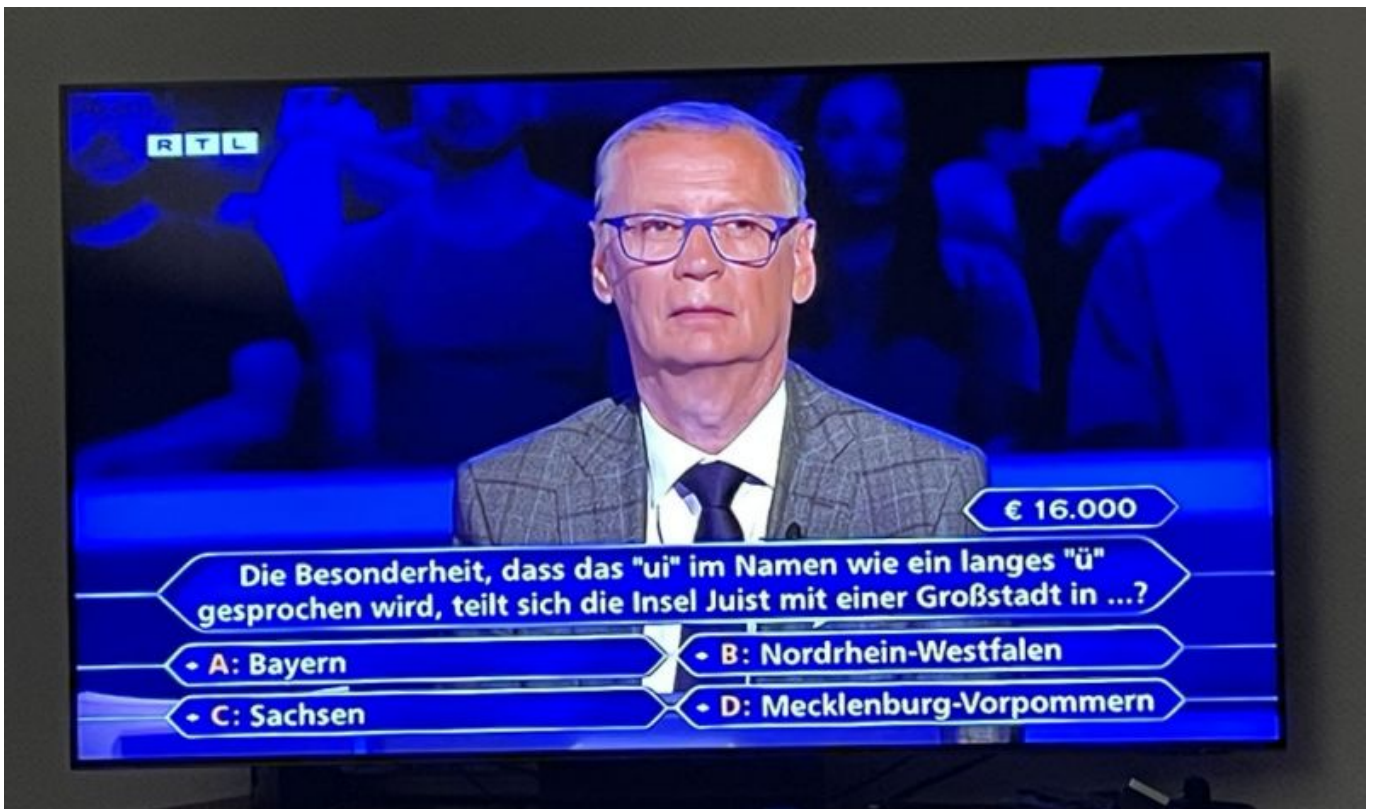 RTL
€ 16.000
Die Besonderheit, dass das "ui" im Namen wie ein langes "ü"
gesprochen wird, teilt sich die Insel Juist mit einer Großstadt in ...?
A: Bayern
B: Nordrhein-Westfalen
C: Sachsen
D: Mecklenburg-Vorpommern